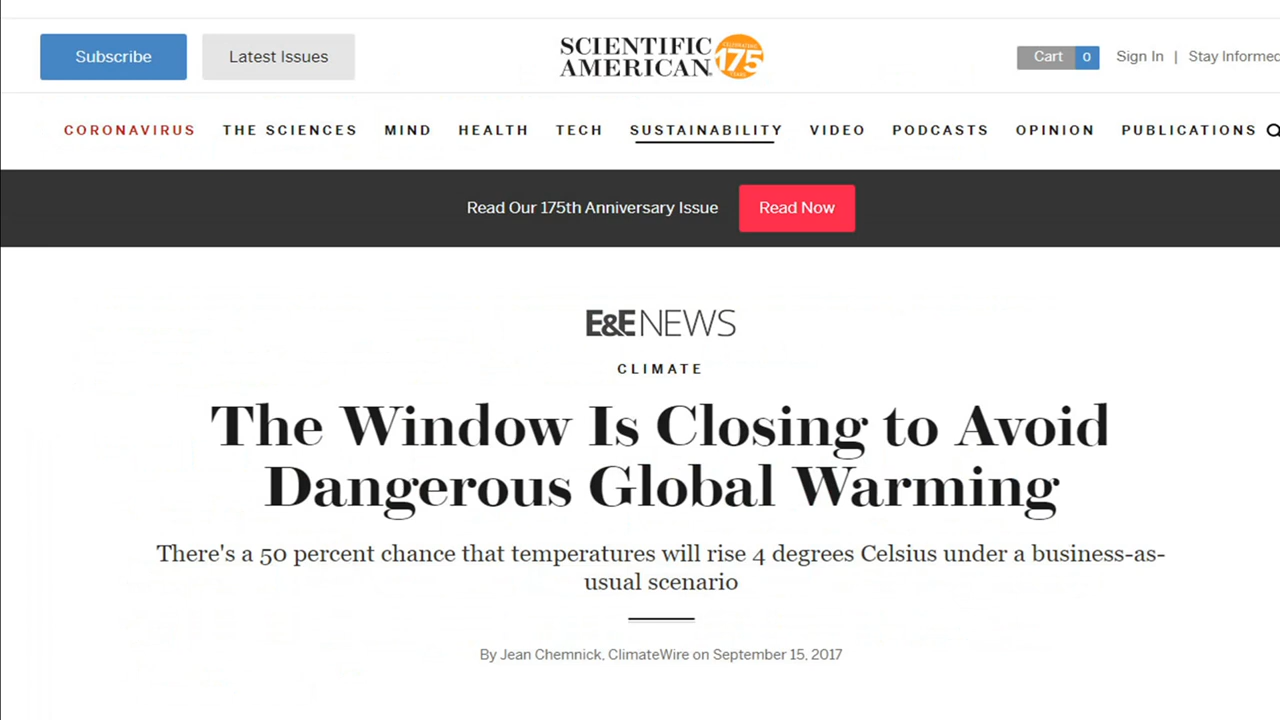 Subscribe
Latest Issues
SCIENTIFIC
AMERICAN
CELEBRATING
175
YEARS
Cart 0
Sign In | Stay Informed
CORONAVIRUS THE SCIENCES MIND HEALTH TECH SUSTAINABILITY VIDEO PODCASTS OPINION PUBLICATIONS
Read Our 175th Anniversary Issue
Read Now
E&E NEWS
CLIMATE
The Window Is Closing to Avoid
Dangerous Global Warming
There's a 50 percent chance that temperatures will rise 4 degrees Celsius under a business-as-
usual scenario
By Jean Chemnick, ClimateWire on September 15, 2017